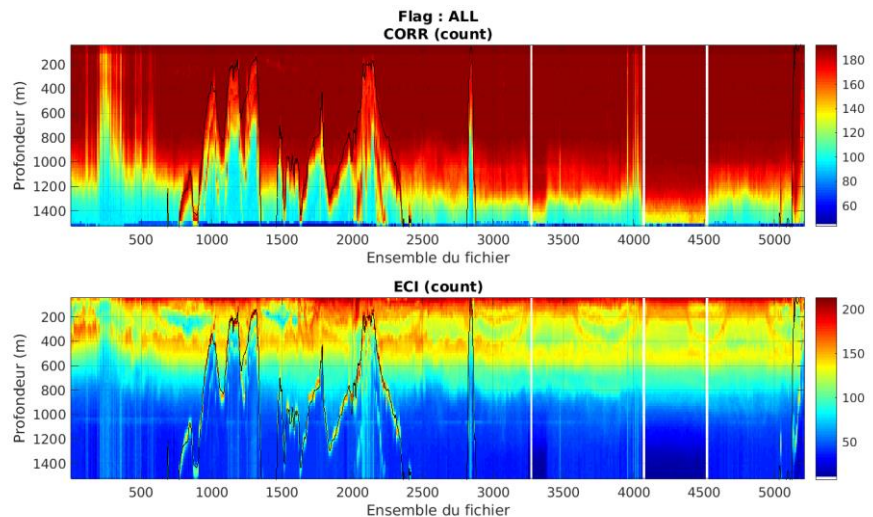 Flag : ALL
CORR (count)
Profondeur (m)
200
400
600
800
1000
1200
1400
500 1000 1500 2000 2500 3000 3500 4000 4500 5000
Ensemble du fichier
180
160
140
120
100
80
60
ECI (count)
Profondeur (m)
200
400
600
800
1000
1200
1400
500 1000 1500 2000 2500 3000 3500 4000 4500 5000
Ensemble du fichier
200
150
100
50